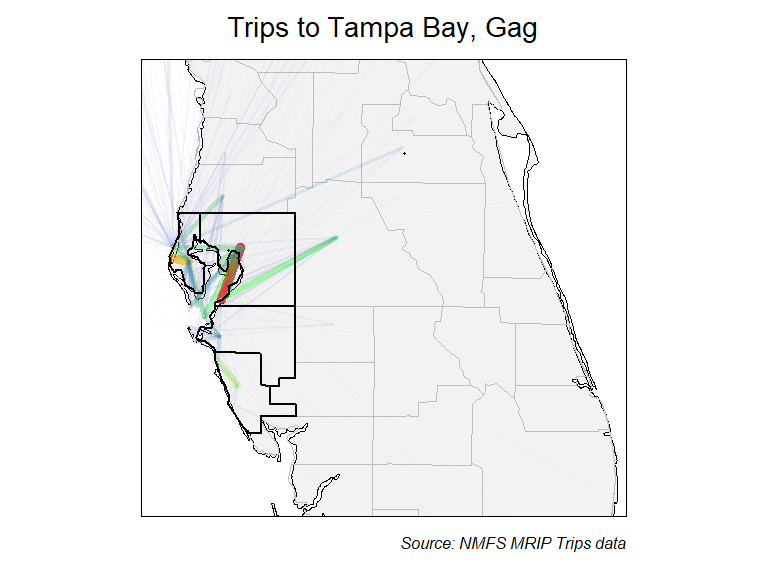 Trips to Tampa Bay, Gag
Source: NMFS MRIP Trips data